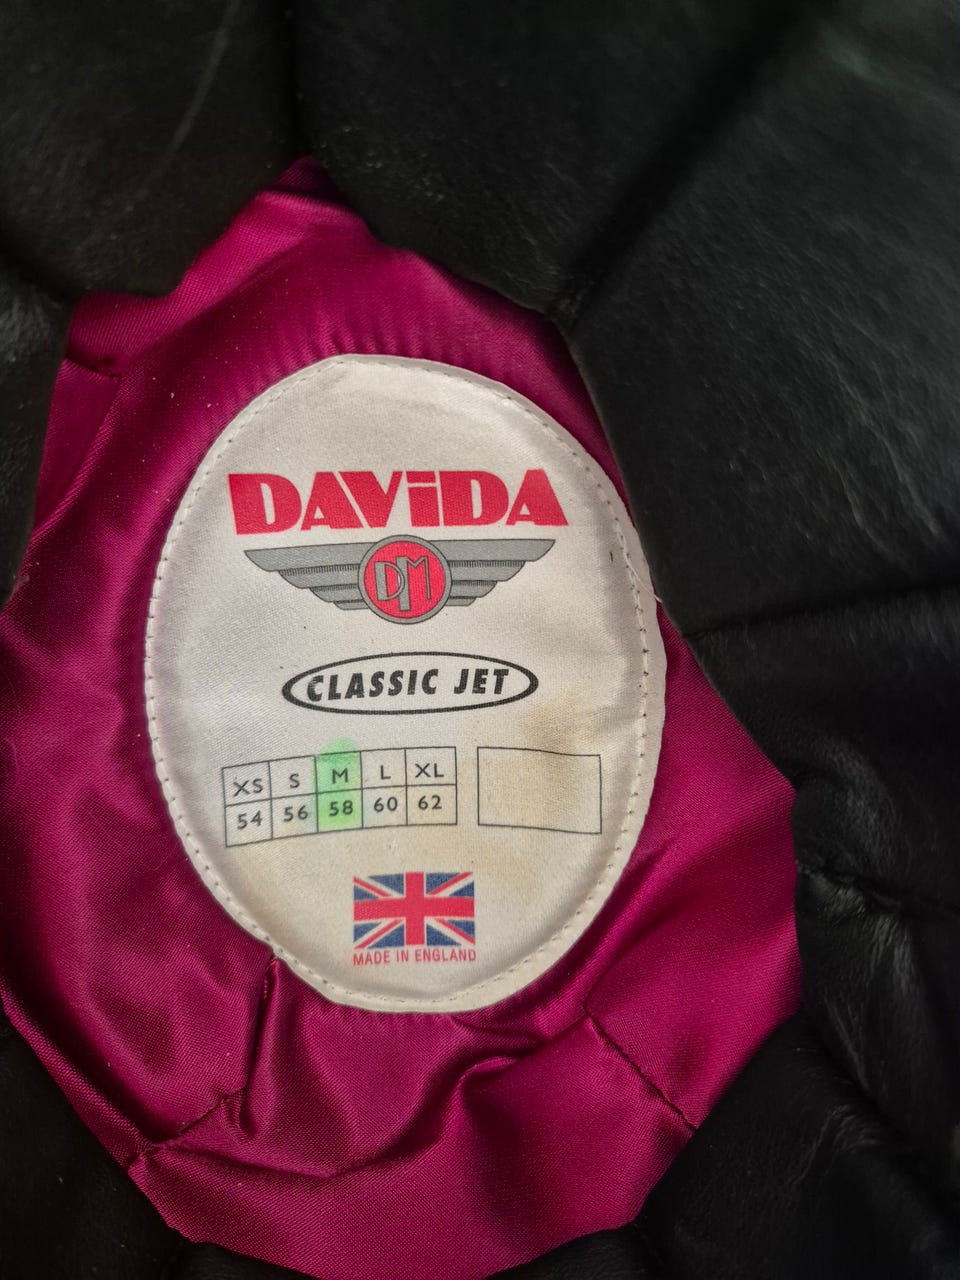 DAViDA
DM
CLASSIC JET
XS S M L XL
54 56 58 60 62
MADE IN ENGLAND